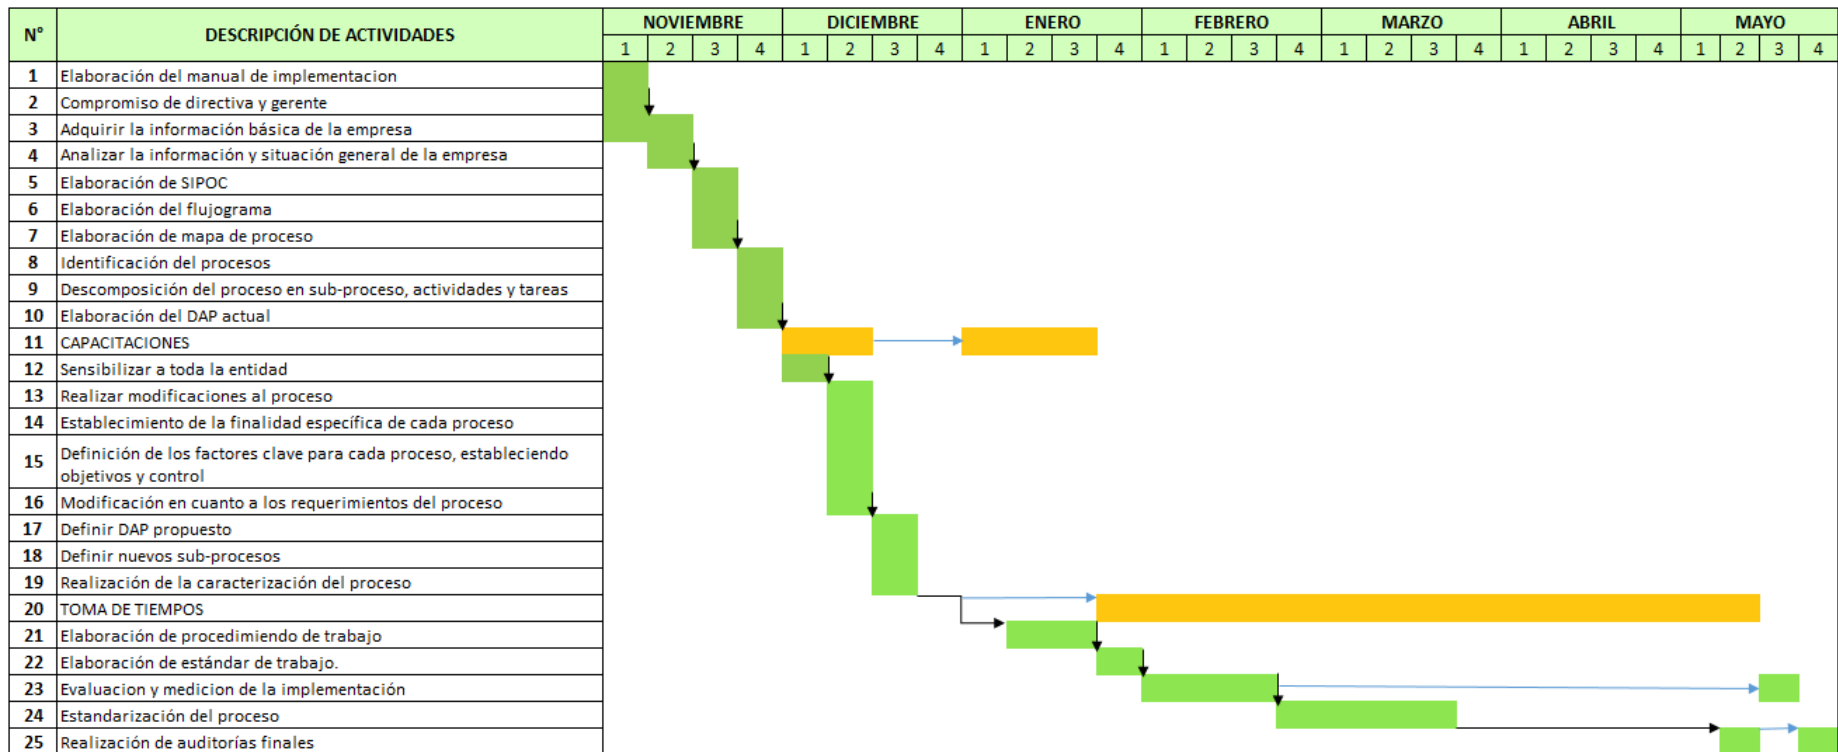 N° DESCRIPCIÓN DE ACTIVIDADES NOVIEMBRE DICIEMBRE ENERO FEBRERO MARZO ABRIL MAYO
1 2 3 4 1 2 3 4 1 2 3 4 1 2 3 4 1 2 3 4 1 2 3 4 1 2 3 4
1 Elaboración del manual de implementacion
2 Compromiso de directiva y gerente
3 Adquirir la información básica de la empresa
4 Analizar la información y situación general de la empresa
5 Elaboración de SIPOC
6 Elaboración del flujograma
7 Elaboración de mapa de proceso
8 Identificación del procesos
9 Descomposición del proceso en sub-proceso, actividades y tareas
10 Elaboración del DAP actual
11 CAPACITACIONES
12 Sensibilizar a toda la entidad
13 Realizar modificaciones al proceso
14 Establecimiento de la finalidad específica de cada proceso
15 Definición de los factores clave para cada proceso, estableciendo
objetivos y control
16 Modificación en cuanto a los requerimientos del proceso
17 Definir DAP propuesto
18 Definir nuevos sub-procesos
19 Realización de la caracterización del proceso
20 TOMA DE TIEMPOS
21 Elaboración de procedimiendo de trabajo
22 Elaboración de estándar de trabajo.
23 Evaluacion y medicion de la implementación
24 Estandarización del proceso
25 Realización de auditorías finales